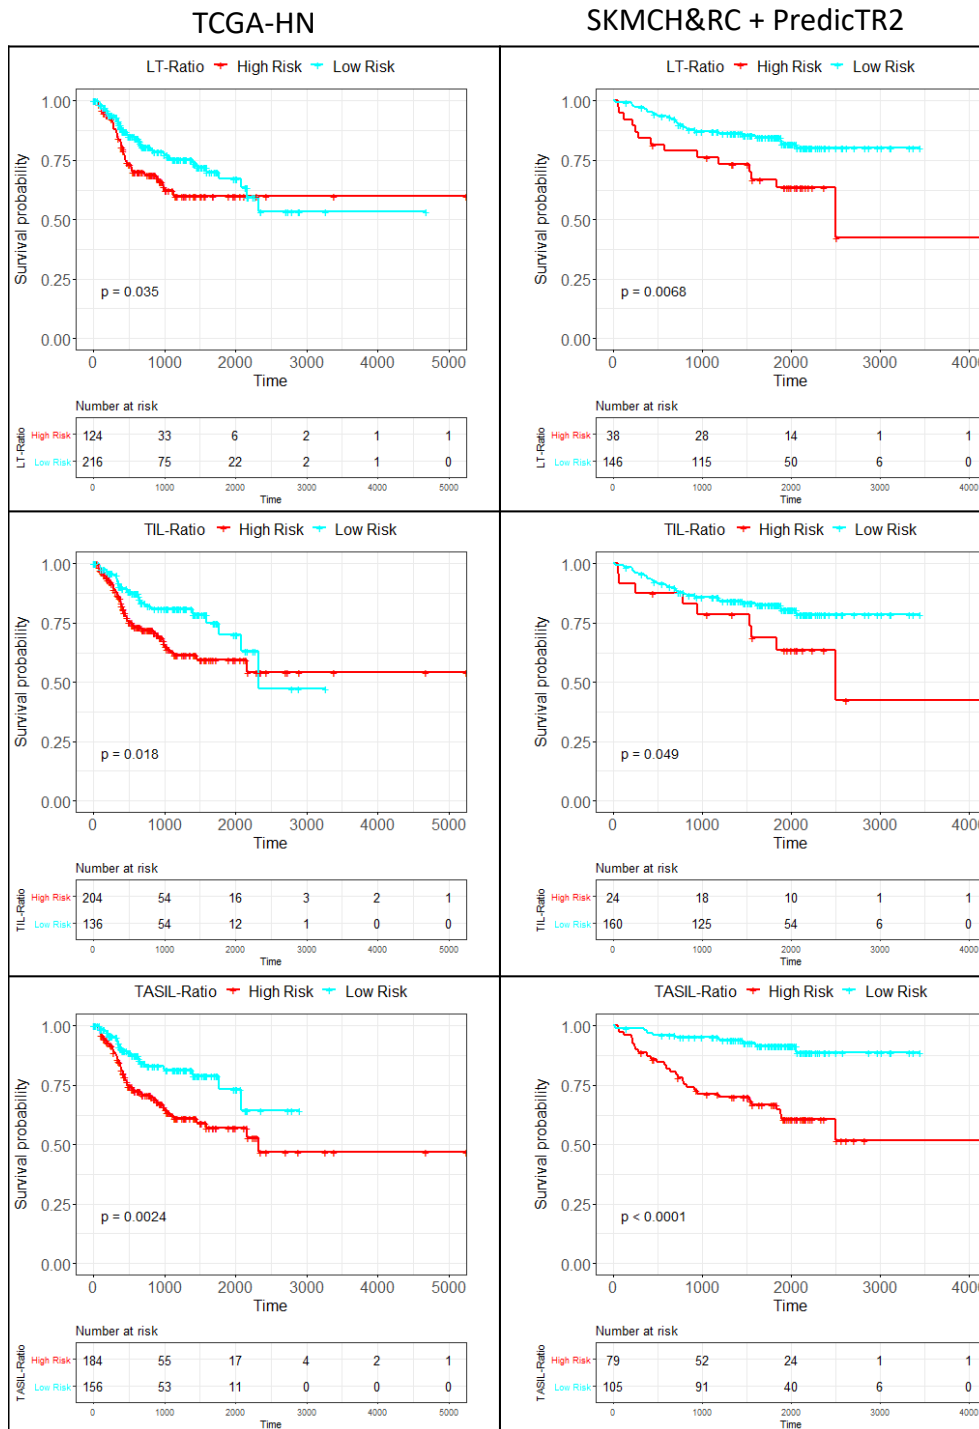 TCGA-HN
SKMCH&RC + PredicTR2
LT-Ratio High Risk Low Risk
Survival probability
1.00
0.75
0.50
0.25
0.00
p = 0.035
0 1000 2000 3000 4000 5000
Time
Number at risk
LT-Ratio
High Risk 124 33 6 2 1 1
Low Risk 216 75 22 2 1 0
0 1000 2000 3000 4000 5000
Time
LT-Ratio High Risk Low Risk
Survival probability
1.00
0.75
0.50
0.25
0.00
p = 0.0068
0 1000 2000 3000 400
Time
Number at risk
LT-Ratio
High Risk 38 28 14 1 1
Low Risk 146 115 50 6 0
0 1000 2000 3000 4000
Time
TIL-Ratio High Risk Low Risk
Survival probability
1.00
0.75
0.50
0.25
0.00
p = 0.018
0 1000 2000 3000 4000 5000
Time
Number at risk
TIL-Ratio
High Risk 204 54 16 3 2 1
Low Risk 136 54 12 1 0 0
0 1000 2000 3000 4000 5000
Time
TIL-Ratio High Risk Low Risk
Survival probability
1.00
0.75
0.50
0.25
0.00
p = 0.049
0 1000 2000 3000 400
Time
Number at risk
TIL-Ratio
High Risk 24 18 10 1 1
Low Risk 160 125 54 6 0
0 1000 2000 3000 4000
Time
TASIL-Ratio High Risk Low Risk
Survival probability
1.00
0.75
0.50
0.25
0.00
p = 0.0024
0 1000 2000 3000 4000 5000
Time
Number at risk
TASIL-Ratio
High Risk 184 55 17 4 2 1
Low Risk 156 53 11 0 0 0
0 1000 2000 3000 4000 5000
Time
TASIL-Ratio High Risk Low Risk
Survival probability
1.00
0.75
0.50
0.25
0.00
p < 0.0001
0 1000 2000 3000 400
Time
Number at risk
TASIL-Ratio
High Risk 79 52 24 1 1
Low Risk 105 91 40 6 0
0 1000 2000 3000 4000
Time